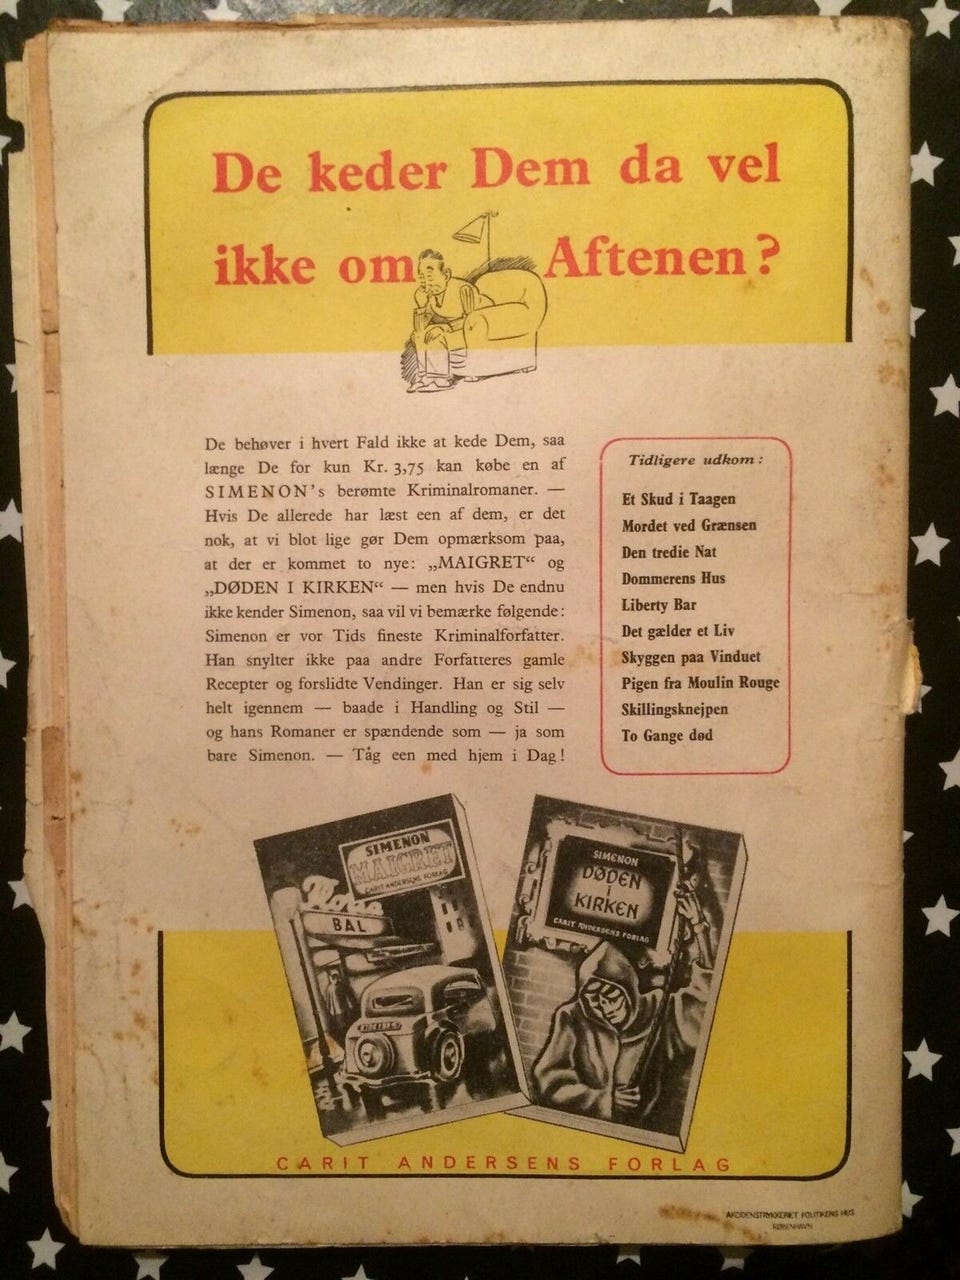 De keder Dem da vel
ikke om Aftenen?
De behøver i hvert Fald ikke at kede Dem, saa
længe De for kun Kr. 3,75 kan købe en af
SIMENON's berømte Kriminalromaner. —
Hvis De allerede har læst een af dem, er det
nok, at vi blot lige gør Dem opmærksom paa,
at der er kommet to nye: „MAIGRET“ og
„DØDEN I KIRKEN“ — men hvis De endnu
ikke kender Simenon, saa vil vi bemærke følgende:
Simenon er vor Tids fineste Kriminalforfatter.
Han snylter ikke paa andre Forfatteres gamle
Recepter og forslidte Vendinger. Han er sig selv
helt igennem — baade i Handling og Stil —
og hans Romaner er spændende som — ja som
bare Simenon. — Tåg een med hjem i Dag!
Tidligere udkom:
Et Skud i Taagen
Mordet ved Grænsen
Den tredie Nat
Dommerens Hus
Liberty Bar
Det gælder et Liv
Skyggen paa Vinduet
Pigen fra Moulin Rouge
Skillingsknejpen
To Gange død
SIMENON
MAIGRET
CARIT ANDERSENS FORLAG
BAL
SIMENON
DØDEN
i
KIRKEN
CARIT ANDERSENS FORLAG
CARIT ANDERSENS FORLAG
POLITIKENS HUS
KØBENHAVN